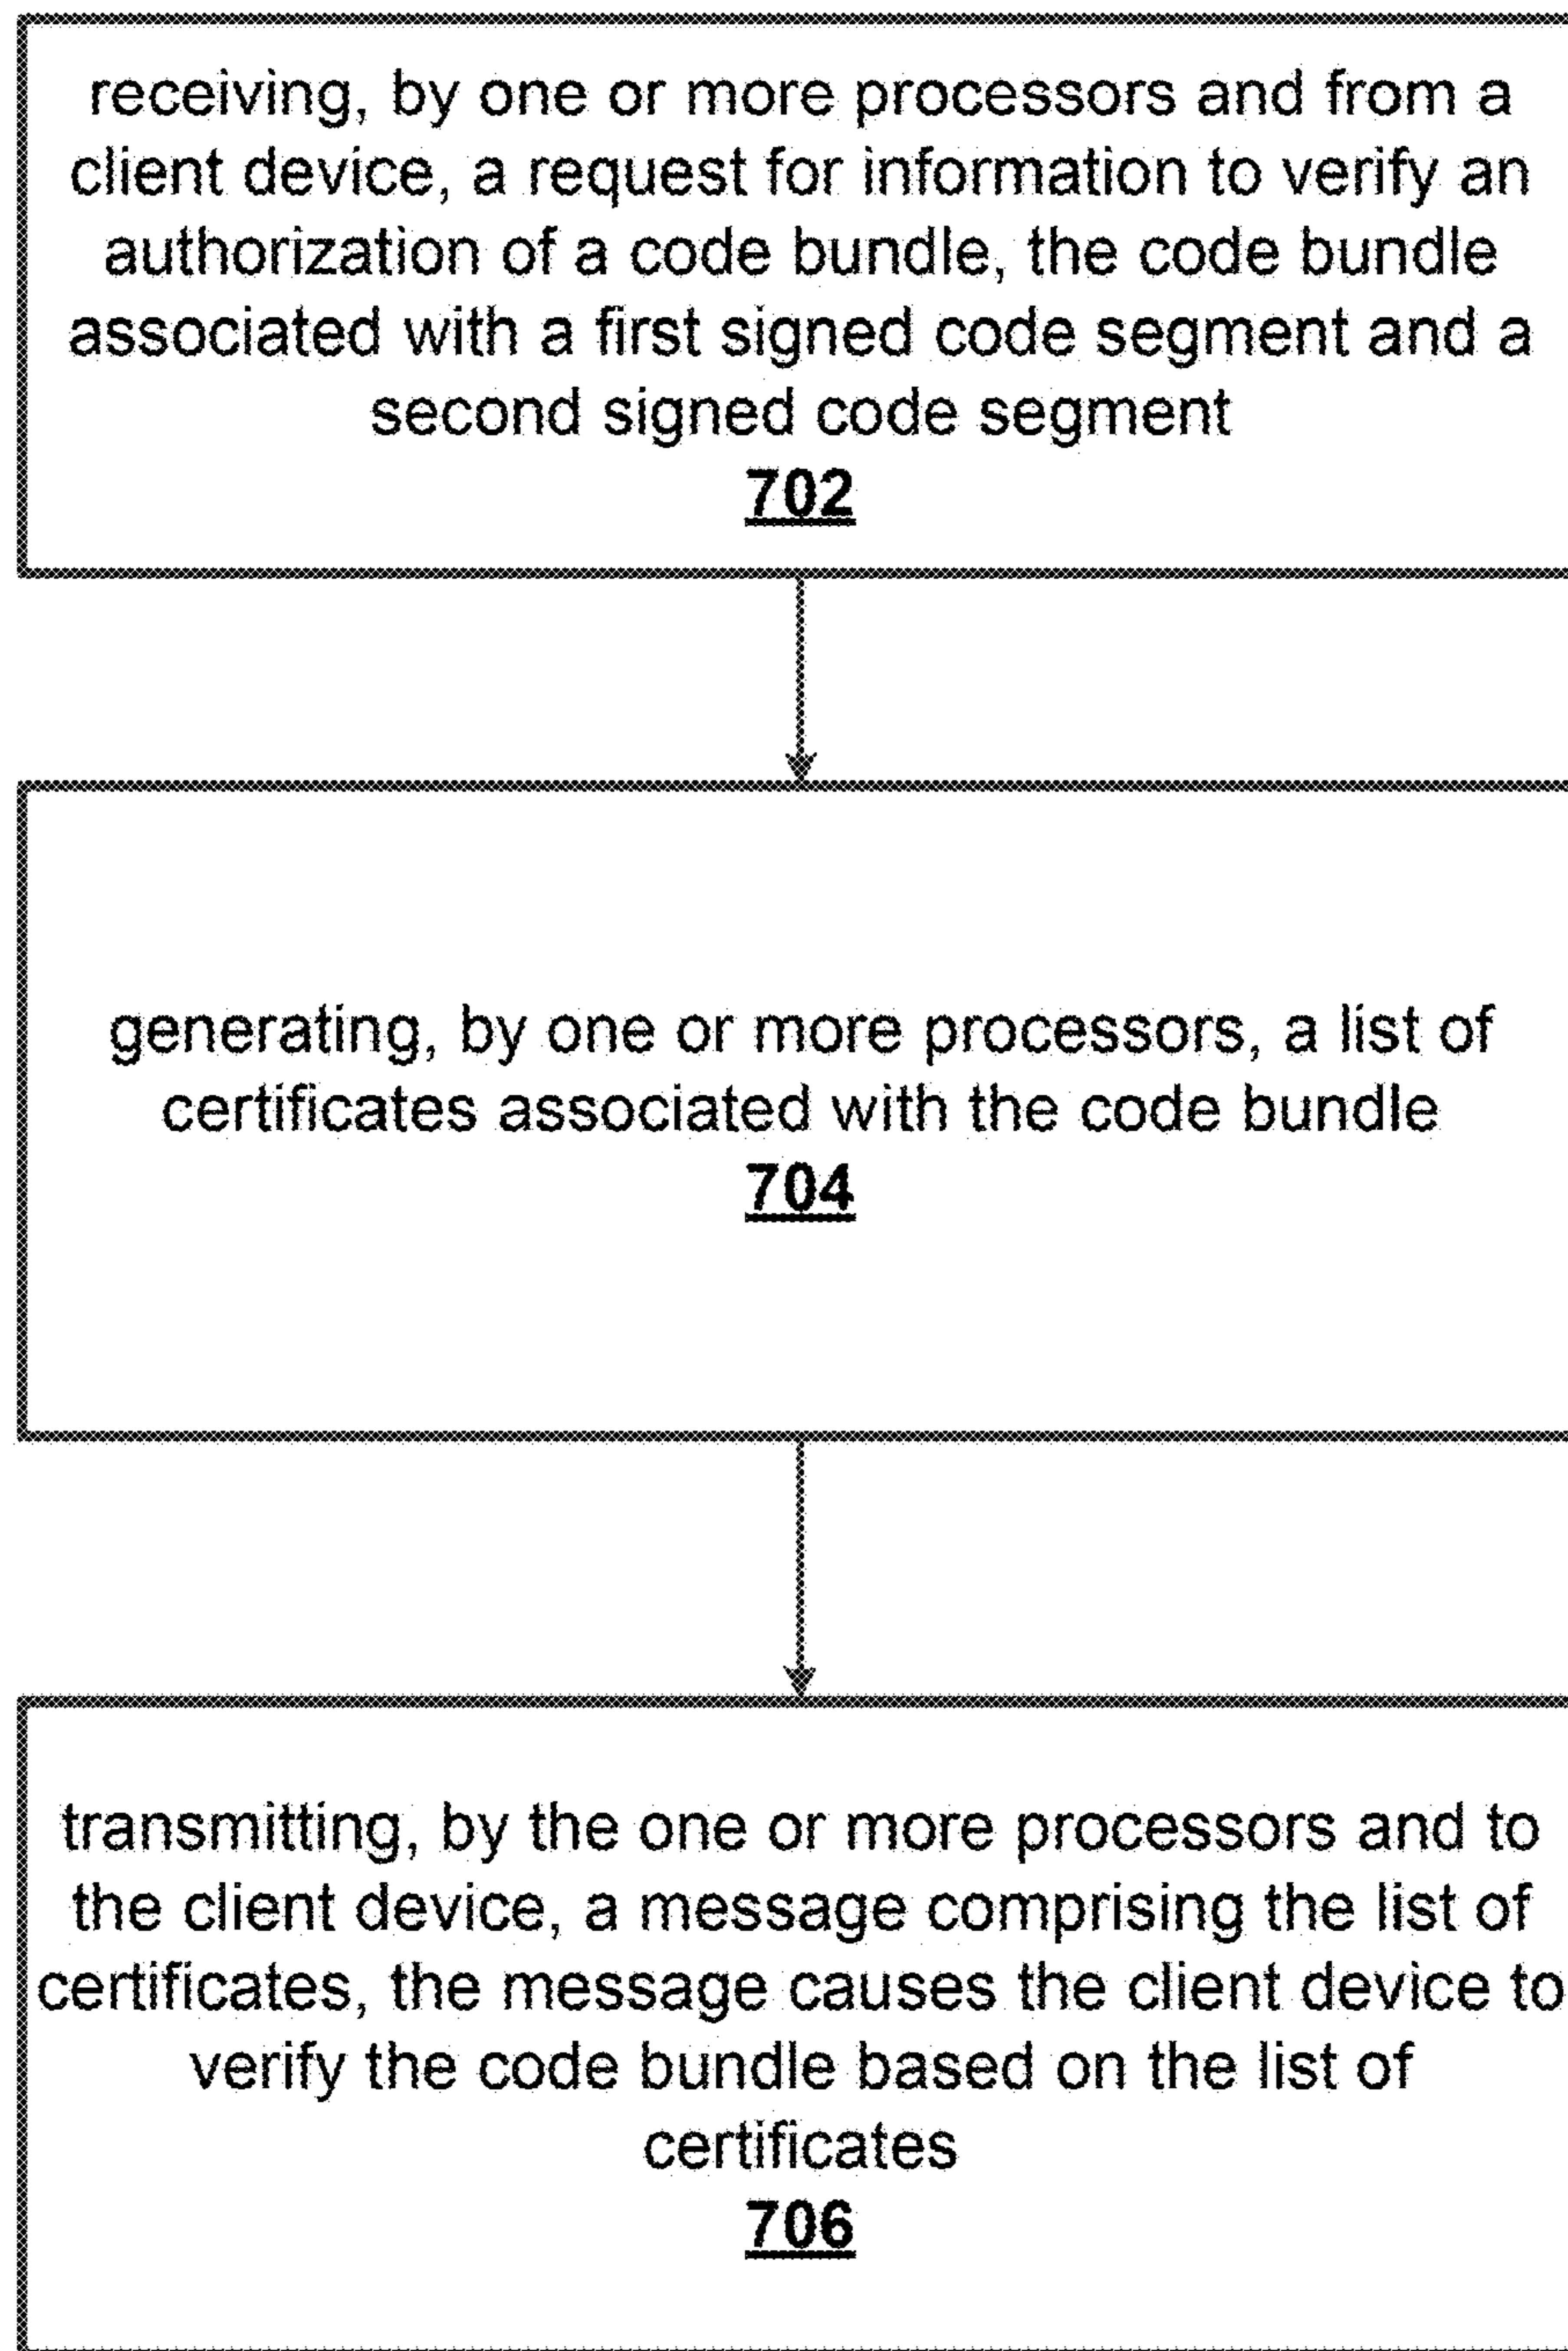 receiving, by one or more processors and from a
client device, a request for information to verify an
authorization of a code bundle, the code bundle
associated with a first signed code segment and a
second signed code segment
702
generating, by one or more processors, a list of
certificates associated with the code bundle
704
transmitting, by the one or more processors and to
the client device, a message comprising the list of
certificates, the message causes the client device to
verify the code bundle based on the list of
certificates
706